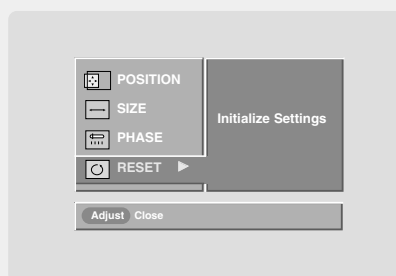 POSITION
SIZE
PHASE
RESET
Initialize Settings
Adjust Close